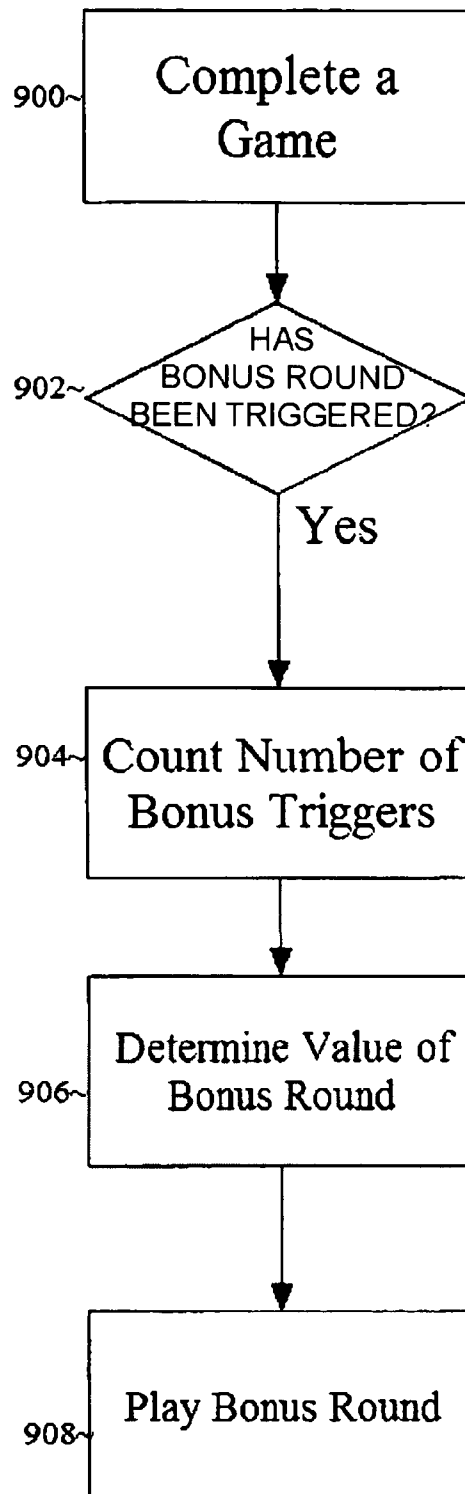 900~
Complete a
Game
902~
HAS
BONUS ROUND
BEEN TRIGGERED?
Yes
904~
Count Number of
Bonus Triggers
906~
Determine Value of
Bonus Round
908~
Play Bonus Round